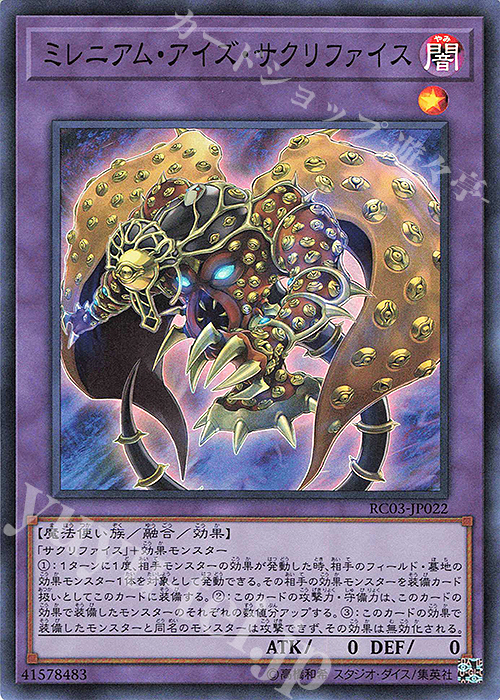 ミレニアム・アイズ・サクリファイス
闇
RC03-JP022
【魔法使い族／融合／効果】
「サクリファイス」＋効果モンスター
①：1ターンに1度、相手モンスターの効果が発動した時、相手のフィールド・墓地
の効果モンスター1体を対象として発動できる。その相手の効果モンスターを装備カード
扱いとしてこのカードに装備する。②：このカードの攻撃力・守備力は、このカードの
効果で装備したモンスターのそれぞれの数値分アップする。③：このカードの効果で
装備したモンスターと同名のモンスターは攻撃できず、その効果は無効化される。
ATK/ 0 DEF/ 0
41578483
©高橋和希 スタジオ・ダイス/集英社